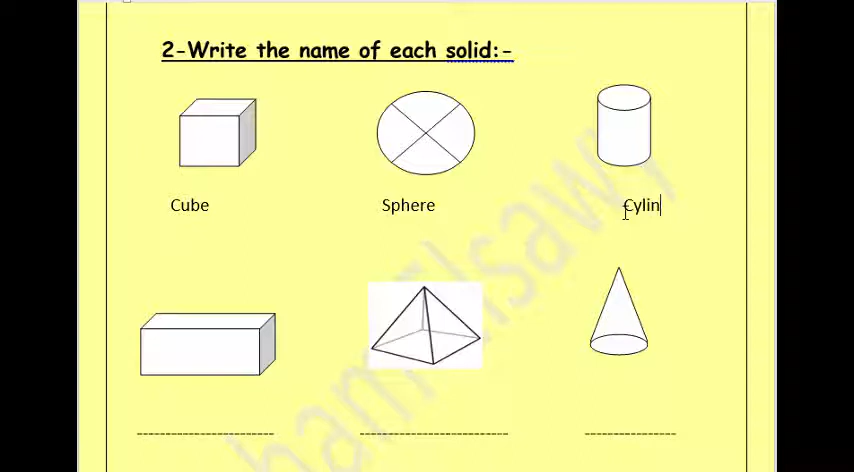 2-Write the name of each solid:-
Cube Sphere Cylin